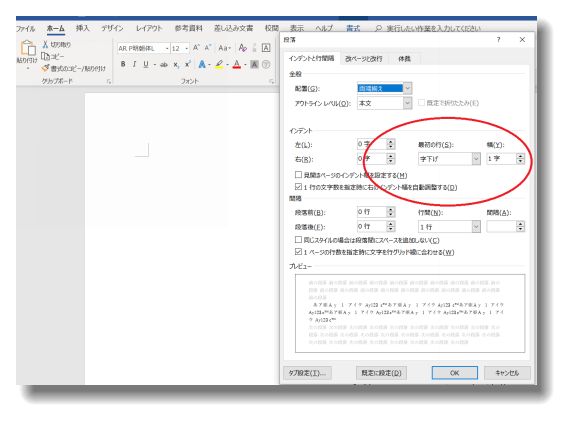 ファイル ホーム 挿入 デザイン レイアウト 参考資料 差し込み文書 校閲 表示 ヘルプ 書式 実行したい作業を入力してください
切り取り
コピー
書式のコピー/貼り付け
貼り付け
クリップボード
AR P明朝体L 12 A A Aa
B I U abc x₂ x² A A A
フォント
段落 ? ×
インデントと行間隔 改ページと改行 体裁
全般
配置(G): 両端揃え
アウトライン レベル(O): 本文 既定で折りたたみ(E)
インデント
左(L): 0 字 最初の行(S): 幅(Y):
右(R): 0 字 字下げ 1 字
見開きページのインデント幅を設定する(M)
1 行の文字数を指定時に右のインデント幅を自動調整する(D)
間隔
段落前(B): 0 行 行間(N): 間隔(A):
段落後(F): 0 行 1 行
同じスタイルの場合は段落間にスペースを追加しない(C)
1 ページの行数を指定時に文字を行グリッド線に合わせる(W)
プレビュー
タブ設定(T)... 既定に設定(D) OK キャンセル